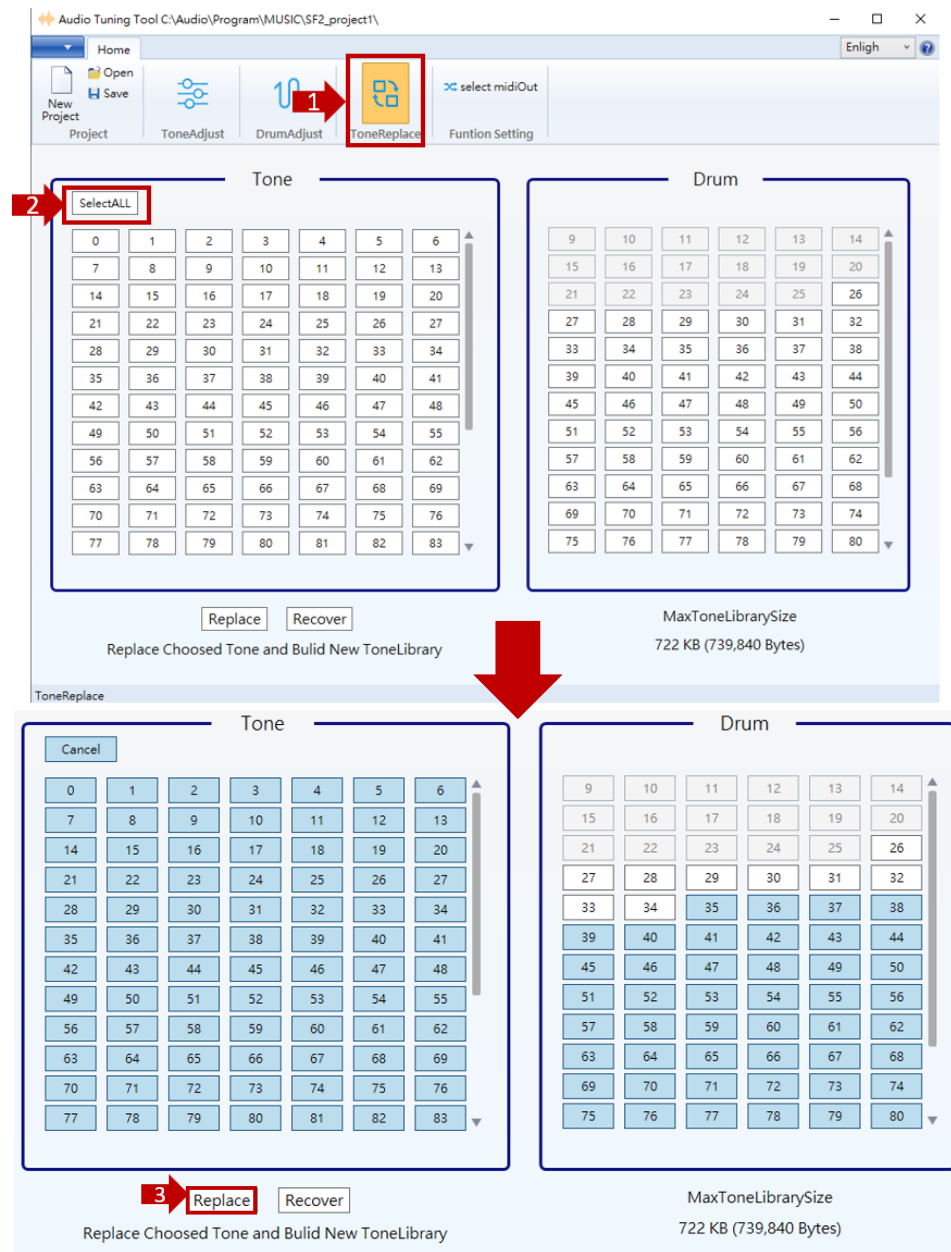 Audio Tuning Tool C:\Audio\Program\MUSIC\SF2_project1\
Home
Enligh
New Project
Open
Save
Project
ToneAdjust
DrumAdjust
1
ToneReplace
select midiOut
Funtion Setting
Tone
2
SelectALL
0 1 2 3 4 5 6
7 8 9 10 11 12 13
14 15 16 17 18 19 20
21 22 23 24 25 26 27
28 29 30 31 32 33 34
35 36 37 38 39 40 41
42 43 44 45 46 47 48
49 50 51 52 53 54 55
56 57 58 59 60 61 62
63 64 65 66 67 68 69
70 71 72 73 74 75 76
77 78 79 80 81 82 83
Drum
9 10 11 12 13 14
15 16 17 18 19 20
21 22 23 24 25 26
27 28 29 30 31 32
33 34 35 36 37 38
39 40 41 42 43 44
45 46 47 48 49 50
51 52 53 54 55 56
57 58 59 60 61 62
63 64 65 66 67 68
69 70 71 72 73 74
75 76 77 78 79 80
Replace Recover
Replace Choosed Tone and Bulid New ToneLibrary
MaxToneLibrarySize
722 KB (739,840 Bytes)
ToneReplace
Tone
Cancel
0 1 2 3 4 5 6
7 8 9 10 11 12 13
14 15 16 17 18 19 20
21 22 23 24 25 26 27
28 29 30 31 32 33 34
35 36 37 38 39 40 41
42 43 44 45 46 47 48
49 50 51 52 53 54 55
56 57 58 59 60 61 62
63 64 65 66 67 68 69
70 71 72 73 74 75 76
77 78 79 80 81 82 83
Drum
9 10 11 12 13 14
15 16 17 18 19 20
21 22 23 24 25 26
27 28 29 30 31 32
33 34 35 36 37 38
39 40 41 42 43 44
45 46 47 48 49 50
51 52 53 54 55 56
57 58 59 60 61 62
63 64 65 66 67 68
69 70 71 72 73 74
75 76 77 78 79 80
3
Replace Recover
Replace Choosed Tone and Bulid New ToneLibrary
MaxToneLibrarySize
722 KB (739,840 Bytes)